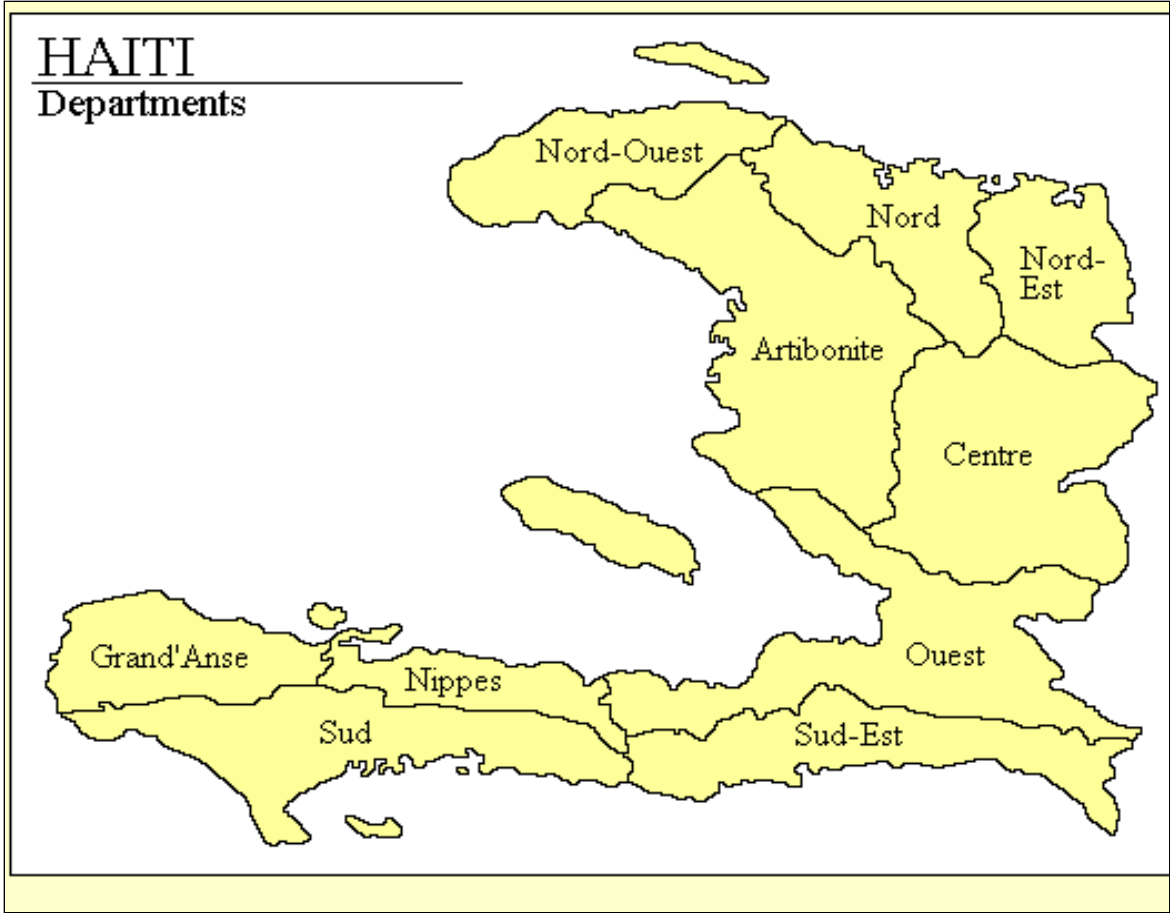 HAITI
Departments
Nord-Ouest
Nord
Nord-
Est
Artibonite
Centre
Grand'Anse
Nippes
Ouest
Sud
Sud-Est